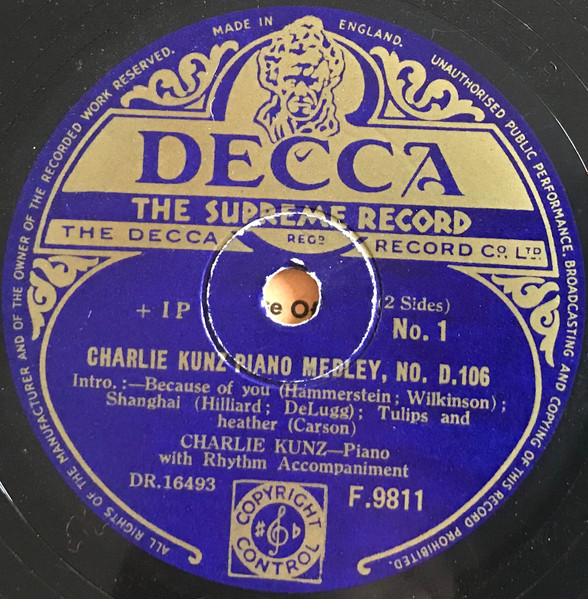 MADE IN ENGLAND.
ALL RIGHTS OF THE MANUFACTURER AND OF THE OWNER OF THE RECORDED WORK RESERVED.
UNAUTHORISED PUBLIC PERFORMANCE, BROADCASTING AND COPYING OF THIS RECORD PROHIBITED.
DECCA
THE SUPREME RECORD
THE DECCA REGD RECORD CO. LTD
+ 1P 2 Sides)
No. 1
CHARLIE KUNZ PIANO MEDLEY, NO. D.106
Intro.:—Because of you (Hammerstein; Wilkinson);
Shanghai (Hilliard; DeLugg); Tulips and
heather (Carson)
CHARLIE KUNZ—Piano
with Rhythm Accompaniment
DR.16493
F.9811
COPYRIGHT
CONTROL